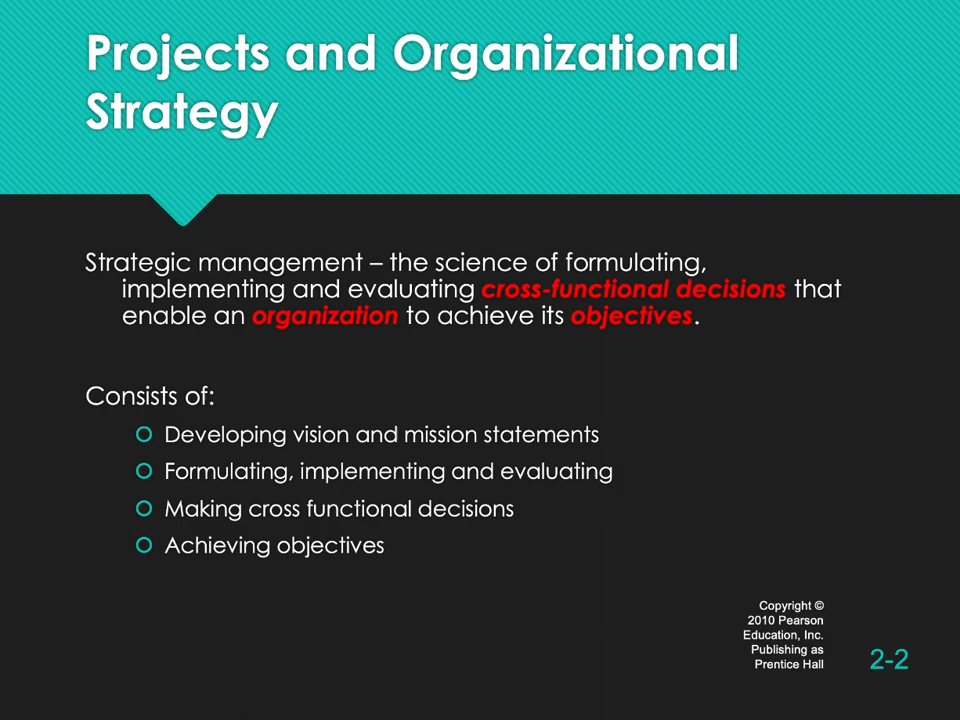 Projects and Organizational
Strategy
Strategic management – the science of formulating,
implementing and evaluating cross-functional decisions that
enable an organization to achieve its objectives.
Consists of:
Developing vision and mission statements
Formulating, implementing and evaluating
Making cross functional decisions
Achieving objectives
Copyright ©
2010 Pearson
Education, Inc.
Publishing as
Prentice Hall
2-2